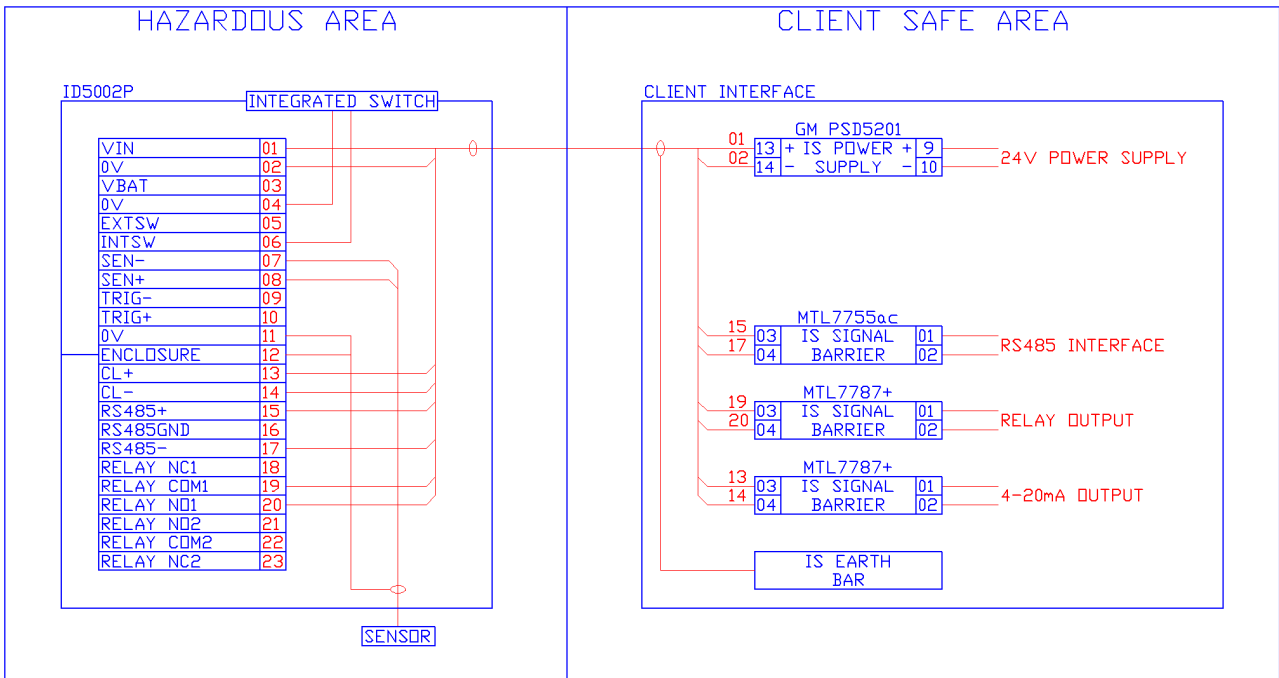 HAZARDOUS AREA
CLIENT SAFE AREA
ID5002P
INTEGRATED SWITCH
VIN 01
0V 02
VBAT 03
0V 04
EXTSW 05
INTSW 06
SEN- 07
SEN+ 08
TRIG- 09
TRIG+ 10
0V 11
ENCLOSURE 12
CL+ 13
CL- 14
RS485+ 15
RS485GND 16
RS485- 17
RELAY NC1 18
RELAY COM1 19
RELAY NO1 20
RELAY NO2 21
RELAY COM2 22
RELAY NC2 23
SENSOR
CLIENT INTERFACE
GM PSD5201
01 13 + IS POWER + 9
02 14 - SUPPLY - 10
24V POWER SUPPLY
MTL7755ac
15 03 IS SIGNAL 01
17 04 BARRIER 02
RS485 INTERFACE
MTL7787+
19 03 IS SIGNAL 01
20 04 BARRIER 02
RELAY OUTPUT
MTL7787+
13 03 IS SIGNAL 01
14 04 BARRIER 02
4-20mA OUTPUT
IS EARTH
BAR